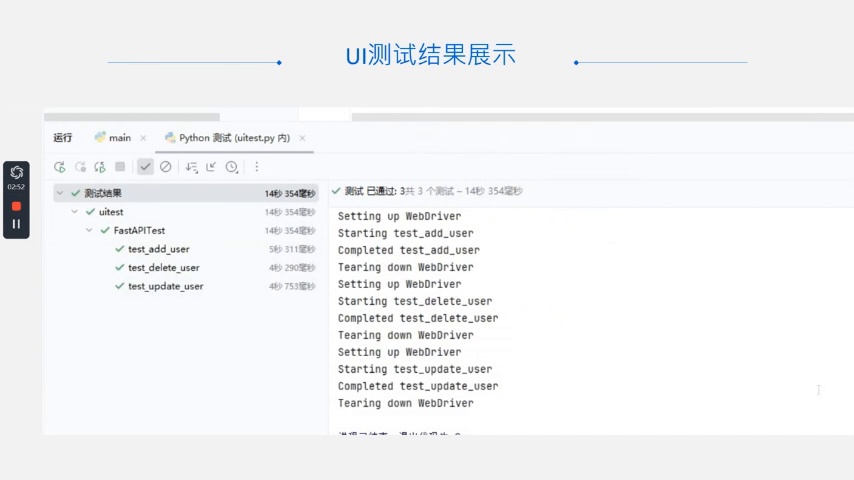 UI测试结果展示
运行 main Python 测试 (uitest.py 内)
02:52
测试结果 14秒 354毫秒
uitest 14秒 354毫秒
FastAPITest 14秒 354毫秒
test_add_user 5秒 311毫秒
test_delete_user 4秒 290毫秒
test_update_user 4秒 753毫秒
测试 已通过: 3共 3 个测试 – 14秒 354毫秒
Setting up WebDriver
Starting test_add_user
Completed test_add_user
Tearing down WebDriver
Setting up WebDriver
Starting test_delete_user
Completed test_delete_user
Tearing down WebDriver
Setting up WebDriver
Starting test_update_user
Completed test_update_user
Tearing down WebDriver